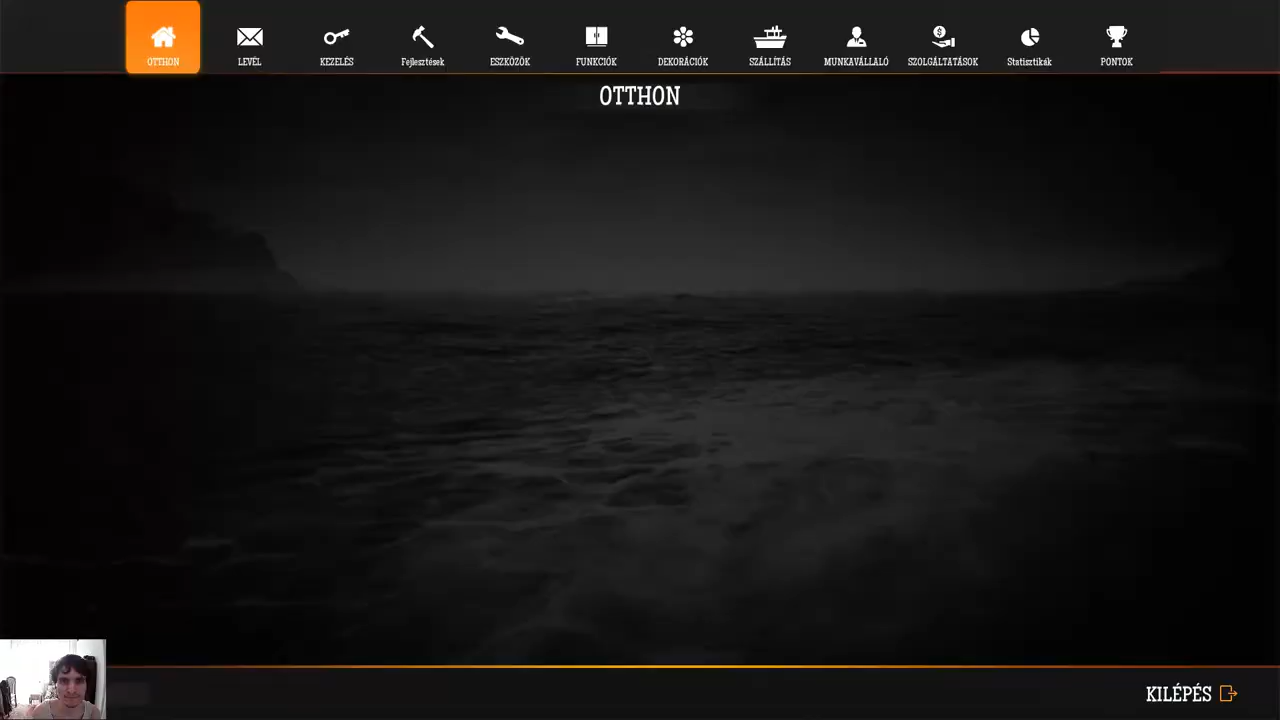 OTTHON
LEVÉL
KEZELÉS
Fejlesztések
ESZKÖZÖK
FUNKCIÓK
DEKORÁCIÓK
SZÁLLÍTÁS
MUNKAVÁLLALÓ
SZOLGÁLTATÁSOK
Statisztikák
PONTOK
OTTHON
KILÉPÉS